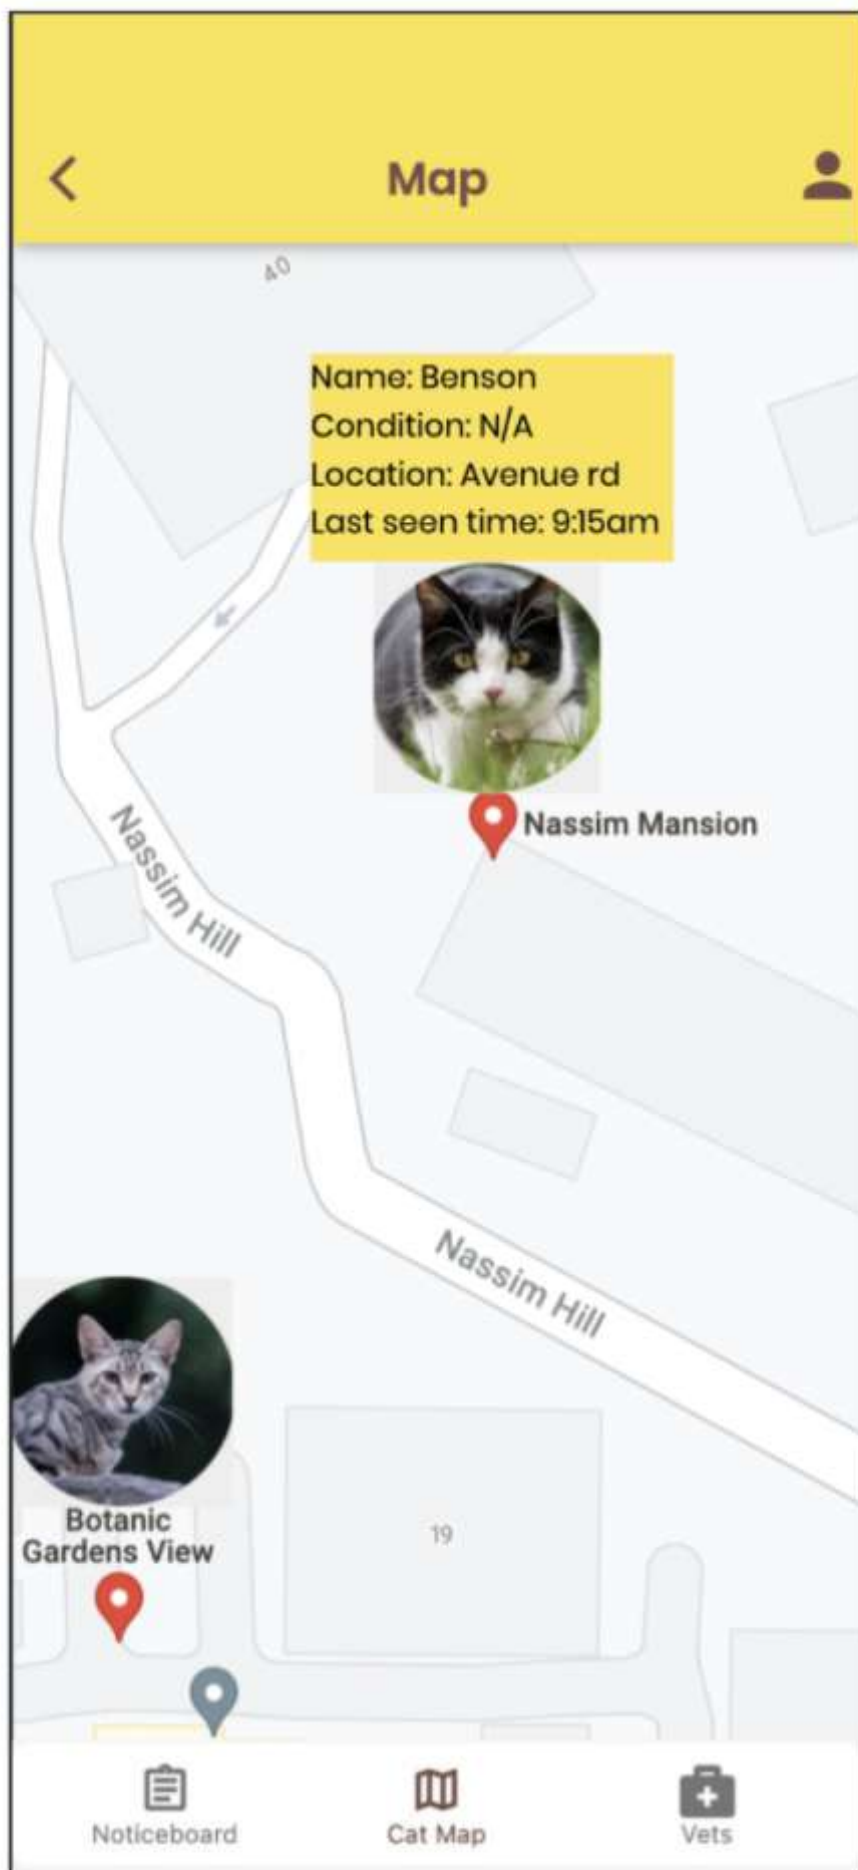 Map
40
Name: Benson
Condition: N/A
Location: Avenue rd
Last seen time: 9:15am
Nassim Mansion
Nassim Hill
Nassim Hill
Botanic
Gardens View
19
Noticeboard
Cat Map
Vets